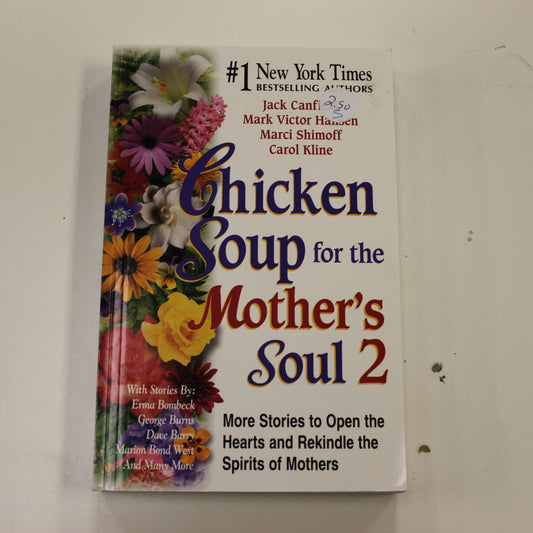 #1 New York Times
BESTSELLING AUTHORS
Jack Canfi
2.50
S
Mark Victor Hansen
Marci Shimoff
Carol Kline
Chicken
Soup for the
Mother's
Soul 2
With Stories By:
Erma Bombeck
George Burns
Dave Barry
Marion Bond West
And Many More
More Stories to Open the
Hearts and Rekindle the
Spirits of Mothers